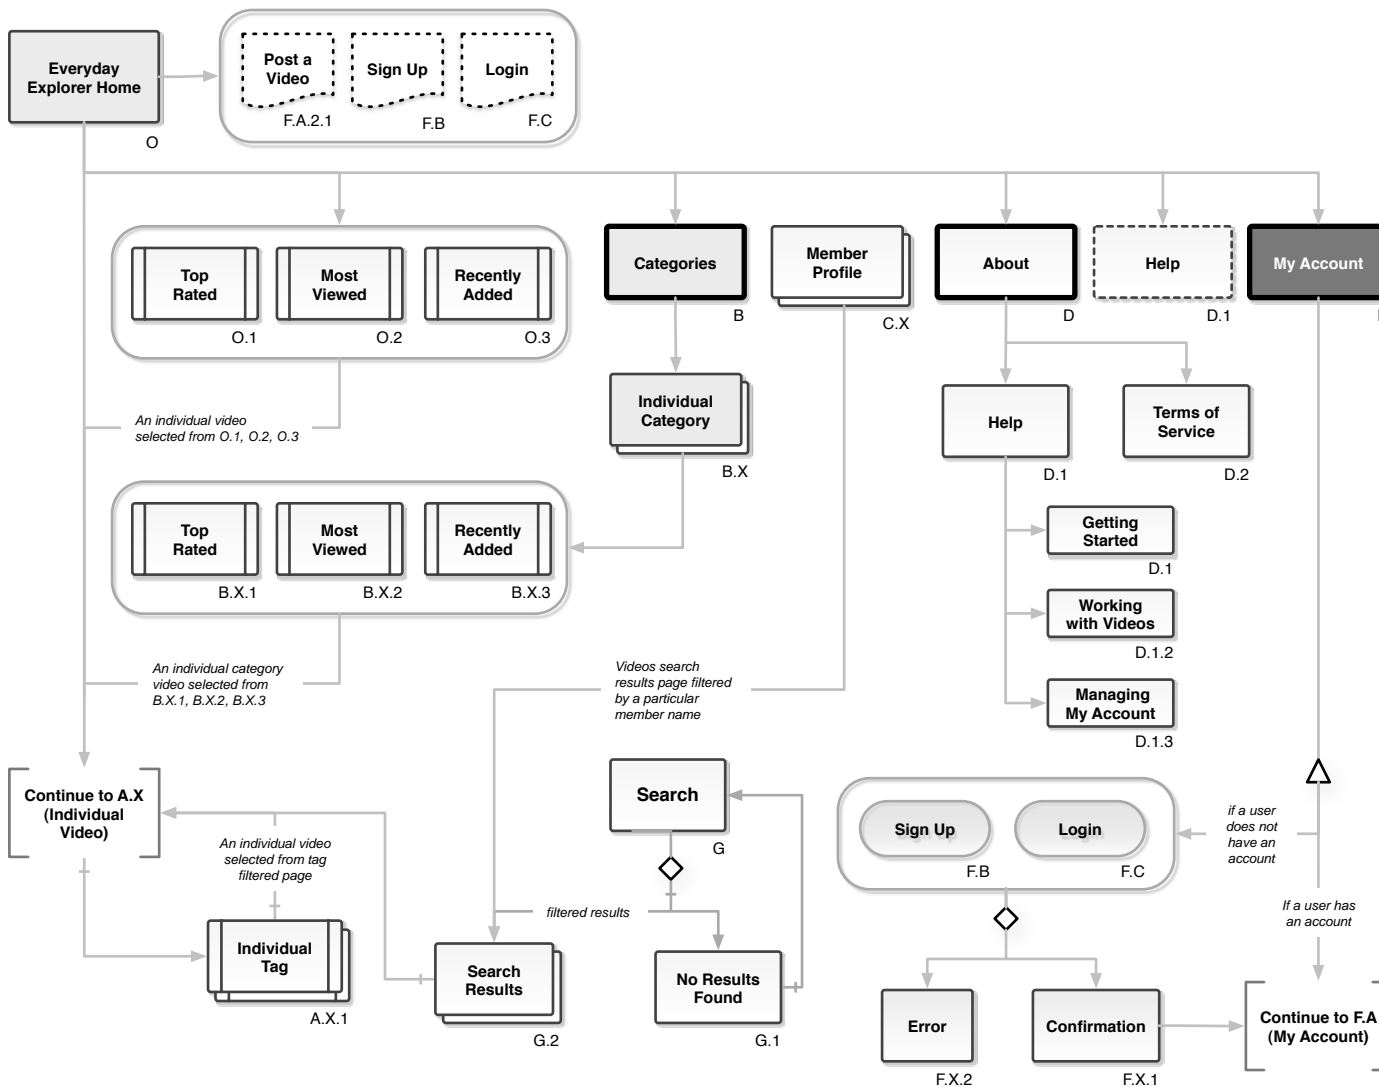 Everyday
Explorer Home
O
Post a
Video
F.A.2.1
Sign Up
F.B
Login
F.C
Top
Rated
O.1
Most
Viewed
O.2
Recently
Added
O.3
Categories
B
Member
Profile
C.X
About
D
Help
D.1
My Account
An individual video
selected from O.1, O.2, O.3
Individual
Category
B.X
Help
D.1
Terms of
Service
D.2
Top
Rated
B.X.1
Most
Viewed
B.X.2
Recently
Added
B.X.3
Getting
Started
D.1
Working
with Videos
D.1.2
Managing
My Account
D.1.3
An individual category
video selected from
B.X.1, B.X.2, B.X.3
Videos search
results page filtered
by a particular
member name
Continue to A.X
(Individual
Video)
An individual video
selected from tag
filtered page
Search
G
filtered results
Sign Up
F.B
Login
F.C
if a user
does not
have an
account
If a user has
an account
Individual
Tag
A.X.1
Search
Results
G.2
No Results
Found
G.1
Error
F.X.2
Confirmation
F.X.1
Continue to F.A
(My Account)